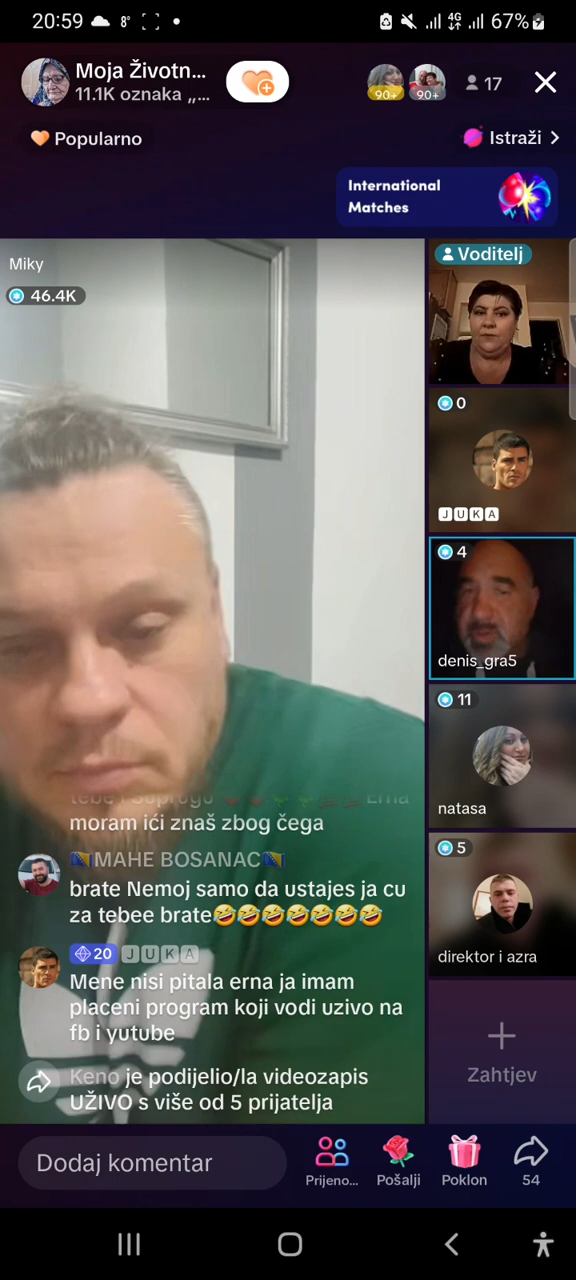 20:59
8°
4G
67%
Moja Životn...
11.1K oznaka „...
90+
90+
17
Popularno
Istraži
International
Matches
Miky
46.4K
Voditelj
0
JUKA
4
denis_gra5
11
natasa
5
direktor i azra
Zahtjev
tebe i Suprugu Erna
moram ići znaš zbog čega
MAHE BOSANAC
brate Nemoj samo da ustajes ja cu
za tebee brate🤣🤣🤣🤣🤣🤣🤣
20 JUKA
Mene nisi pitala erna ja imam
placeni program koji vodi uzivo na
fb i yutube
Keno je podijelio/la videozapis
UŽIVO s više od 5 prijatelja
Dodaj komentar
Prijeno...
Pošalji
Poklon
54